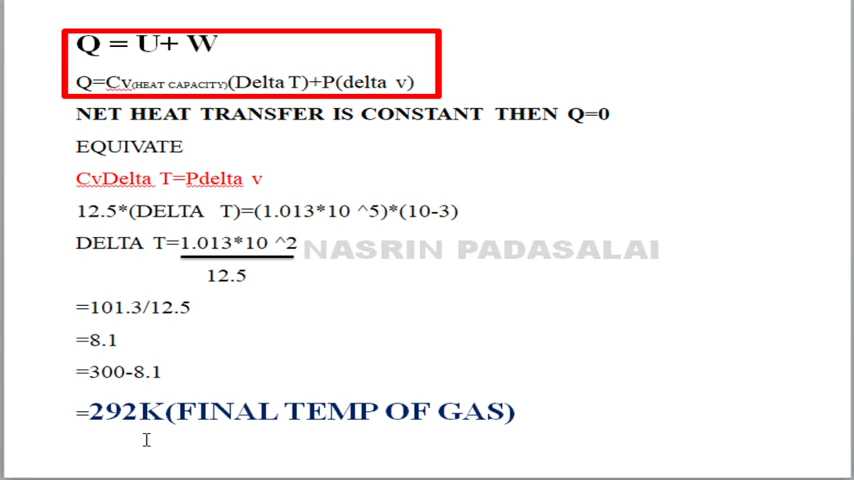 Q = U+ W
Q=Cv(HEAT CAPACITY)(Delta T)+P(delta v)
NET HEAT TRANSFER IS CONSTANT THEN Q=0
EQUIVATE
CvDelta T=Pdelta v
12.5*(DELTA T)=(1.013*10 ^5)*(10-3)
DELTA T=1.013*10 ^2
NASRIN PADASALAI
12.5
=101.3/12.5
=8.1
=300-8.1
=292K(FINAL TEMP OF GAS)